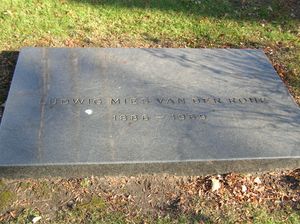 LUDWIG MIES VAN DER ROHE
1886 – 1969